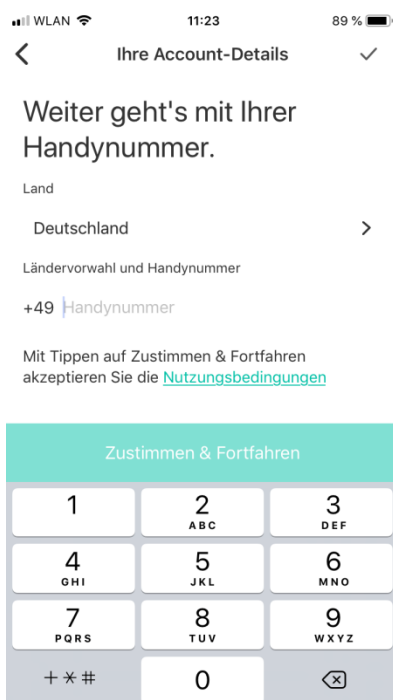 WLAN 11:23 89 %
Ihre Account-Details
Weiter geht's mit Ihrer
Handynummer.
Land
Deutschland
Ländervorwahl und Handynummer
+49 Handynummer
Mit Tippen auf Zustimmen & Fortfahren
akzeptieren Sie die Nutzungsbedingungen
Zustimmen & Fortfahren
1 2 3
ABC DEF
4 5 6
GHI JKL MNO
7 8 9
PQRS TUV WXYZ
+*# 0